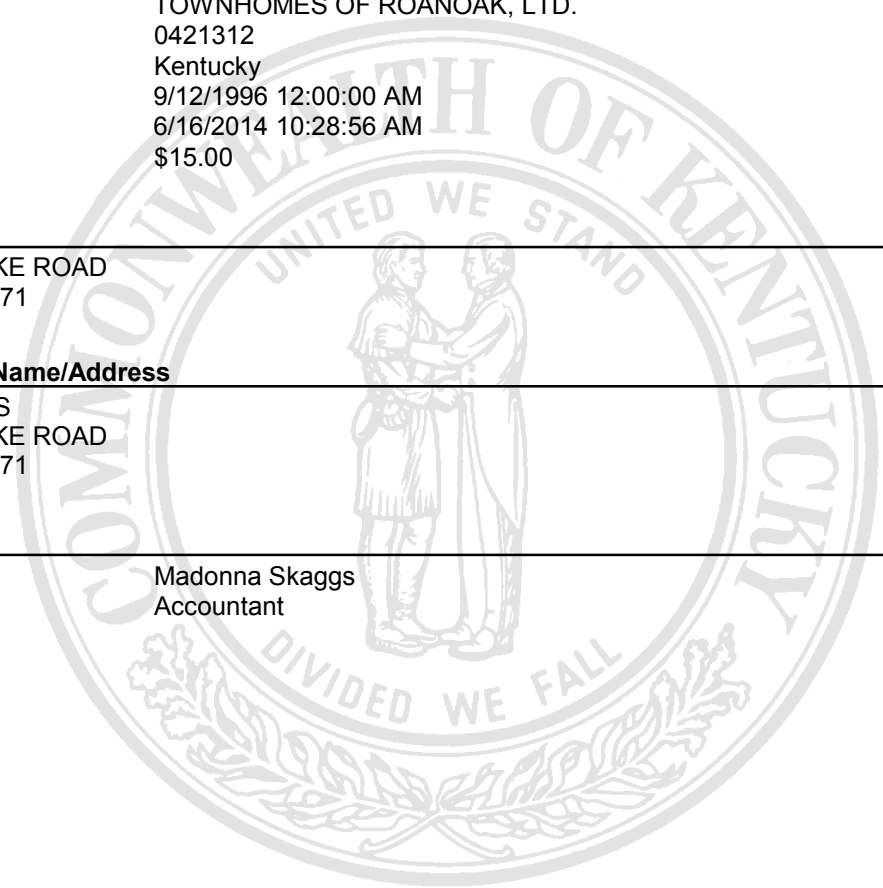 TOWNHOMES OF ROANOAK, LTD.
0421312
Kentucky
9/12/1996 12:00:00 AM
6/16/2014 10:28:56 AM
$15.00
COMMONWEALTH OF KENTUCKY
UNITED WE STAND
KE ROAD
71
Name/Address
S
KE ROAD
71
Madonna Skaggs
Accountant
DIVIDED WE FALL